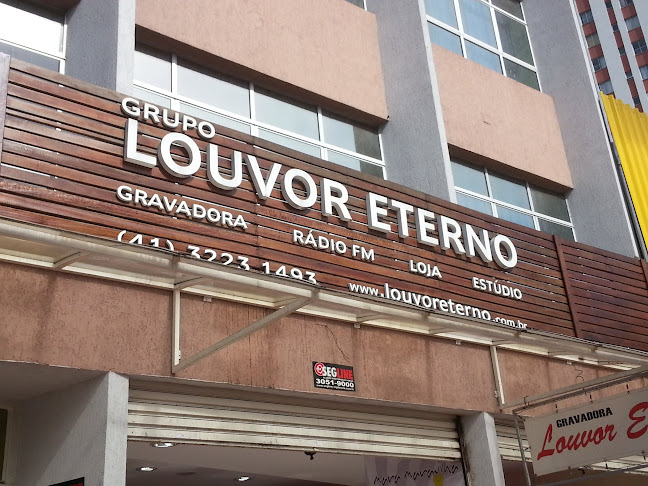 GRUPO
LOUVOR ETERNO
GRAVADORA RÁDIO FM LOJA ESTÚDIO
(41) 3223 1493 www.louvoreterno.com.br
SEGLINE
3051-9000
GRAVADORA
Louvor E